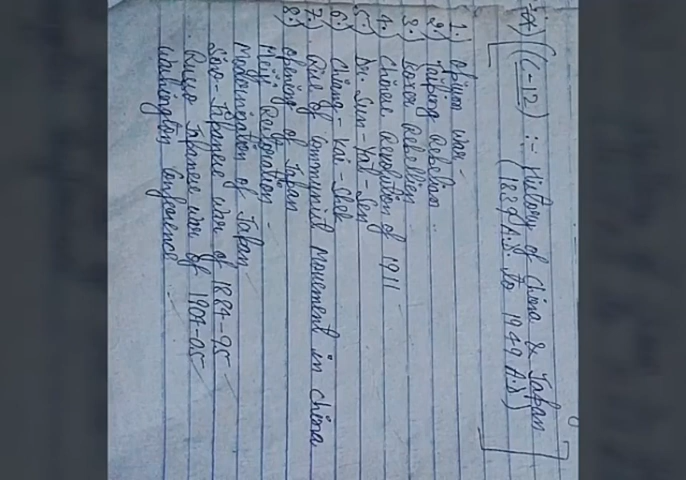 (C-12) :- History of China & Japan
(1839 A.D. to 1949 A.D)
1.) Opium war -
2.) Taiping Rebelion ..
3.) Boxer Rebellion
4. Chinese Revolution of 1911 -
5.) Dr. Sun-Yat-Sen
6.) Chiang-Kai-Shek
7.) Rise of Communist Movement in China
8.) Opening of Japan
Meiji Restoration -
Modernization of Japan
Sino-Japanese war of 1884-95
Russo Japanese war of 1904-05
Washington Conference ..